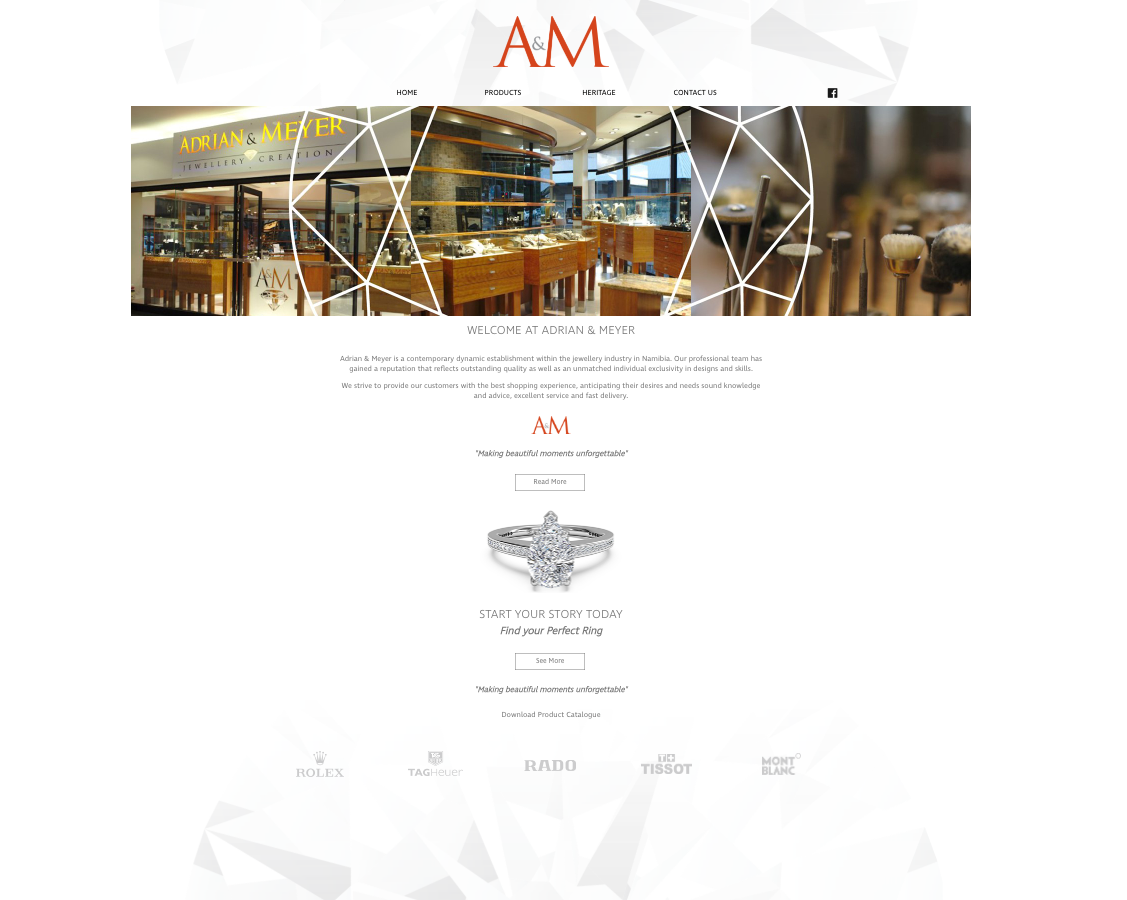 A&M
HOME PRODUCTS HERITAGE CONTACT US
ADRIAN & MEYER
JEWELLERY CREATION
A&M
WELCOME AT ADRIAN & MEYER
Adrian & Meyer is a contemporary dynamic establishment within the jewellery industry in Namibia. Our professional team has
gained a reputation that reflects outstanding quality as well as an unmatched individual exclusivity in designs and skills.
We strive to provide our customers with the best shopping experience, anticipating their desires and needs sound knowledge
and advice, excellent service and fast delivery.
A&M
"Making beautiful moments unforgettable"
Read More
START YOUR STORY TODAY
Find your Perfect Ring
See More
"Making beautiful moments unforgettable"
Download Product Catalogue
ROLEX TAGHeuer RADO TISSOT MONT
BLANC